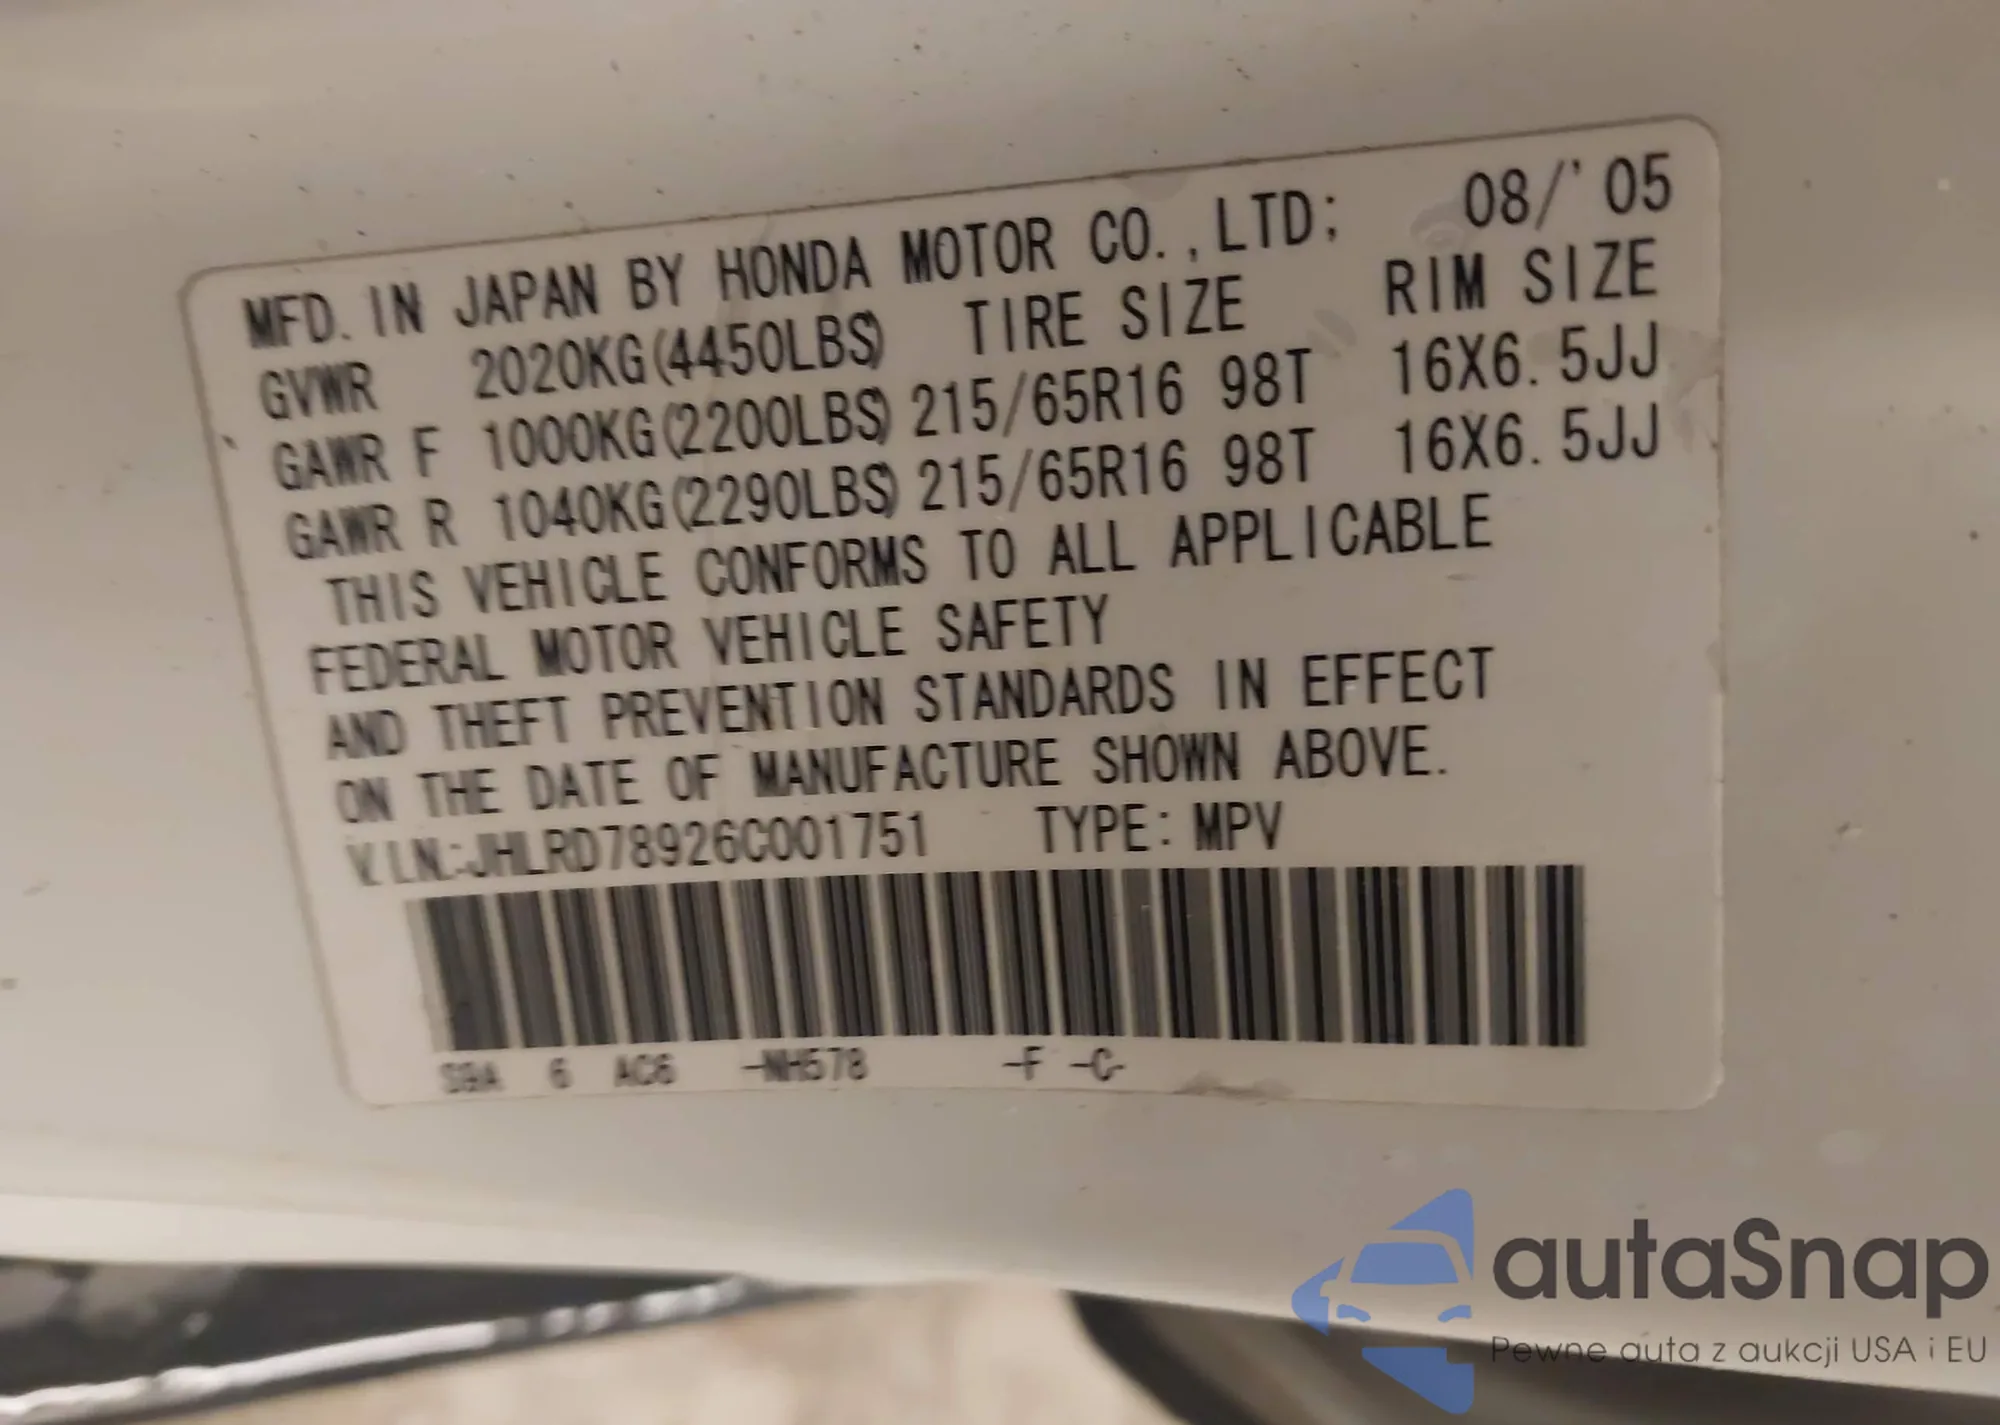 MFD. IN JAPAN BY HONDA MOTOR CO., LTD; 08/'05
GVWR 2020KG(4450LBS) TIRE SIZE RIM SIZE
GAWR F 1000KG(2200LBS) 215/65R16 98T 16X6.5JJ
GAWR R 1040KG(2290LBS) 215/65R16 98T 16X6.5JJ
THIS VEHICLE CONFORMS TO ALL APPLICABLE
FEDERAL MOTOR VEHICLE SAFETY
AND THEFT PREVENTION STANDARDS IN EFFECT
ON THE DATE OF MANUFACTURE SHOWN ABOVE.
V.I.N.:JHLRD78926C001751 TYPE: MPV
S9A 6 AC6 -NH578 -F -C-
autaSnap
Pewne auta z aukcji USA i EU